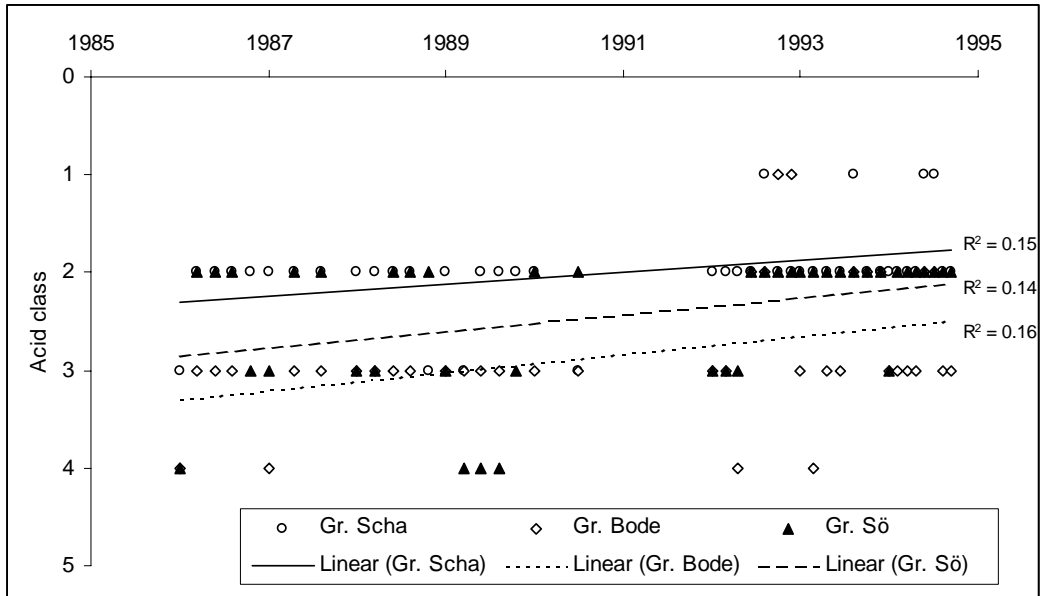 1985 1987 1989 1991 1993 1995
0
1
2
3
4
5
Acid class
R² = 0.15
R² = 0.14
R² = 0.16
Gr. Scha Gr. Bode Gr. Sö
Linear (Gr. Scha) Linear (Gr. Bode) Linear (Gr. Sö)